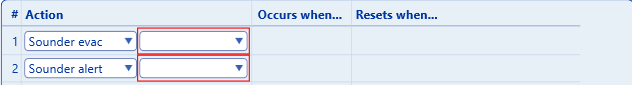 # Action Occurs when... Resets when...
1 Sounder evac
2 Sounder alert